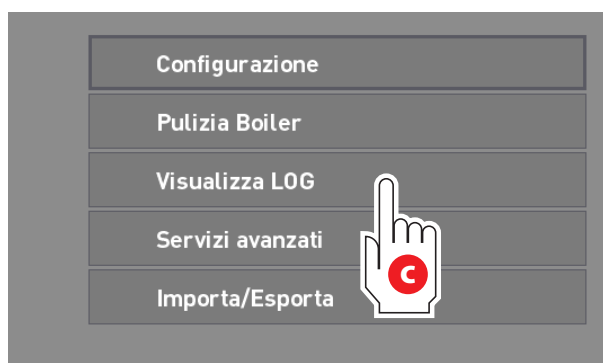 Configurazione
Pulizia Boiler
Visualizza LOG
Servizi avanzati
C
Importa/Esporta